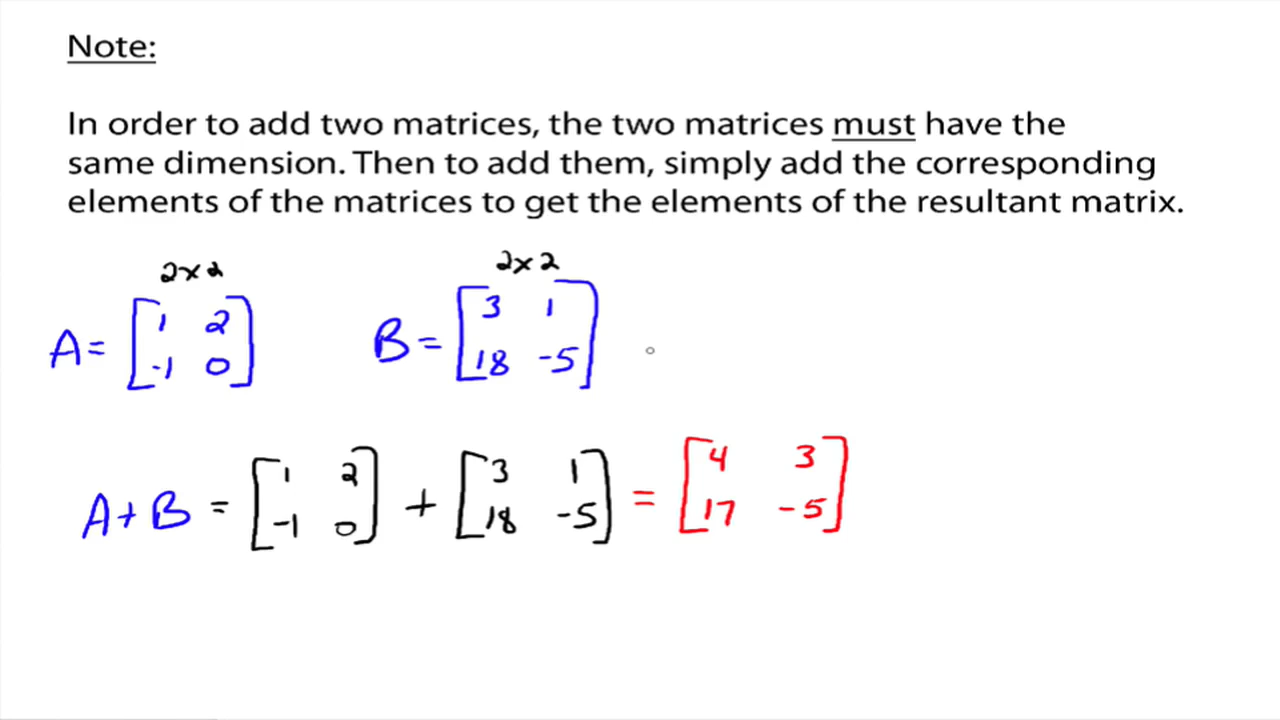 Note:
In order to add two matrices, the two matrices must have the
same dimension. Then to add them, simply add the corresponding
elements of the matrices to get the elements of the resultant matrix.
2x2 2x2
A = [ 1 2 B = [ 3 1
-1 0 ] 18 -5 ]
A+B = [ 1 2 ] + [ 3 1 ] = [ 4 3 ]
-1 0 18 -5 17 -5